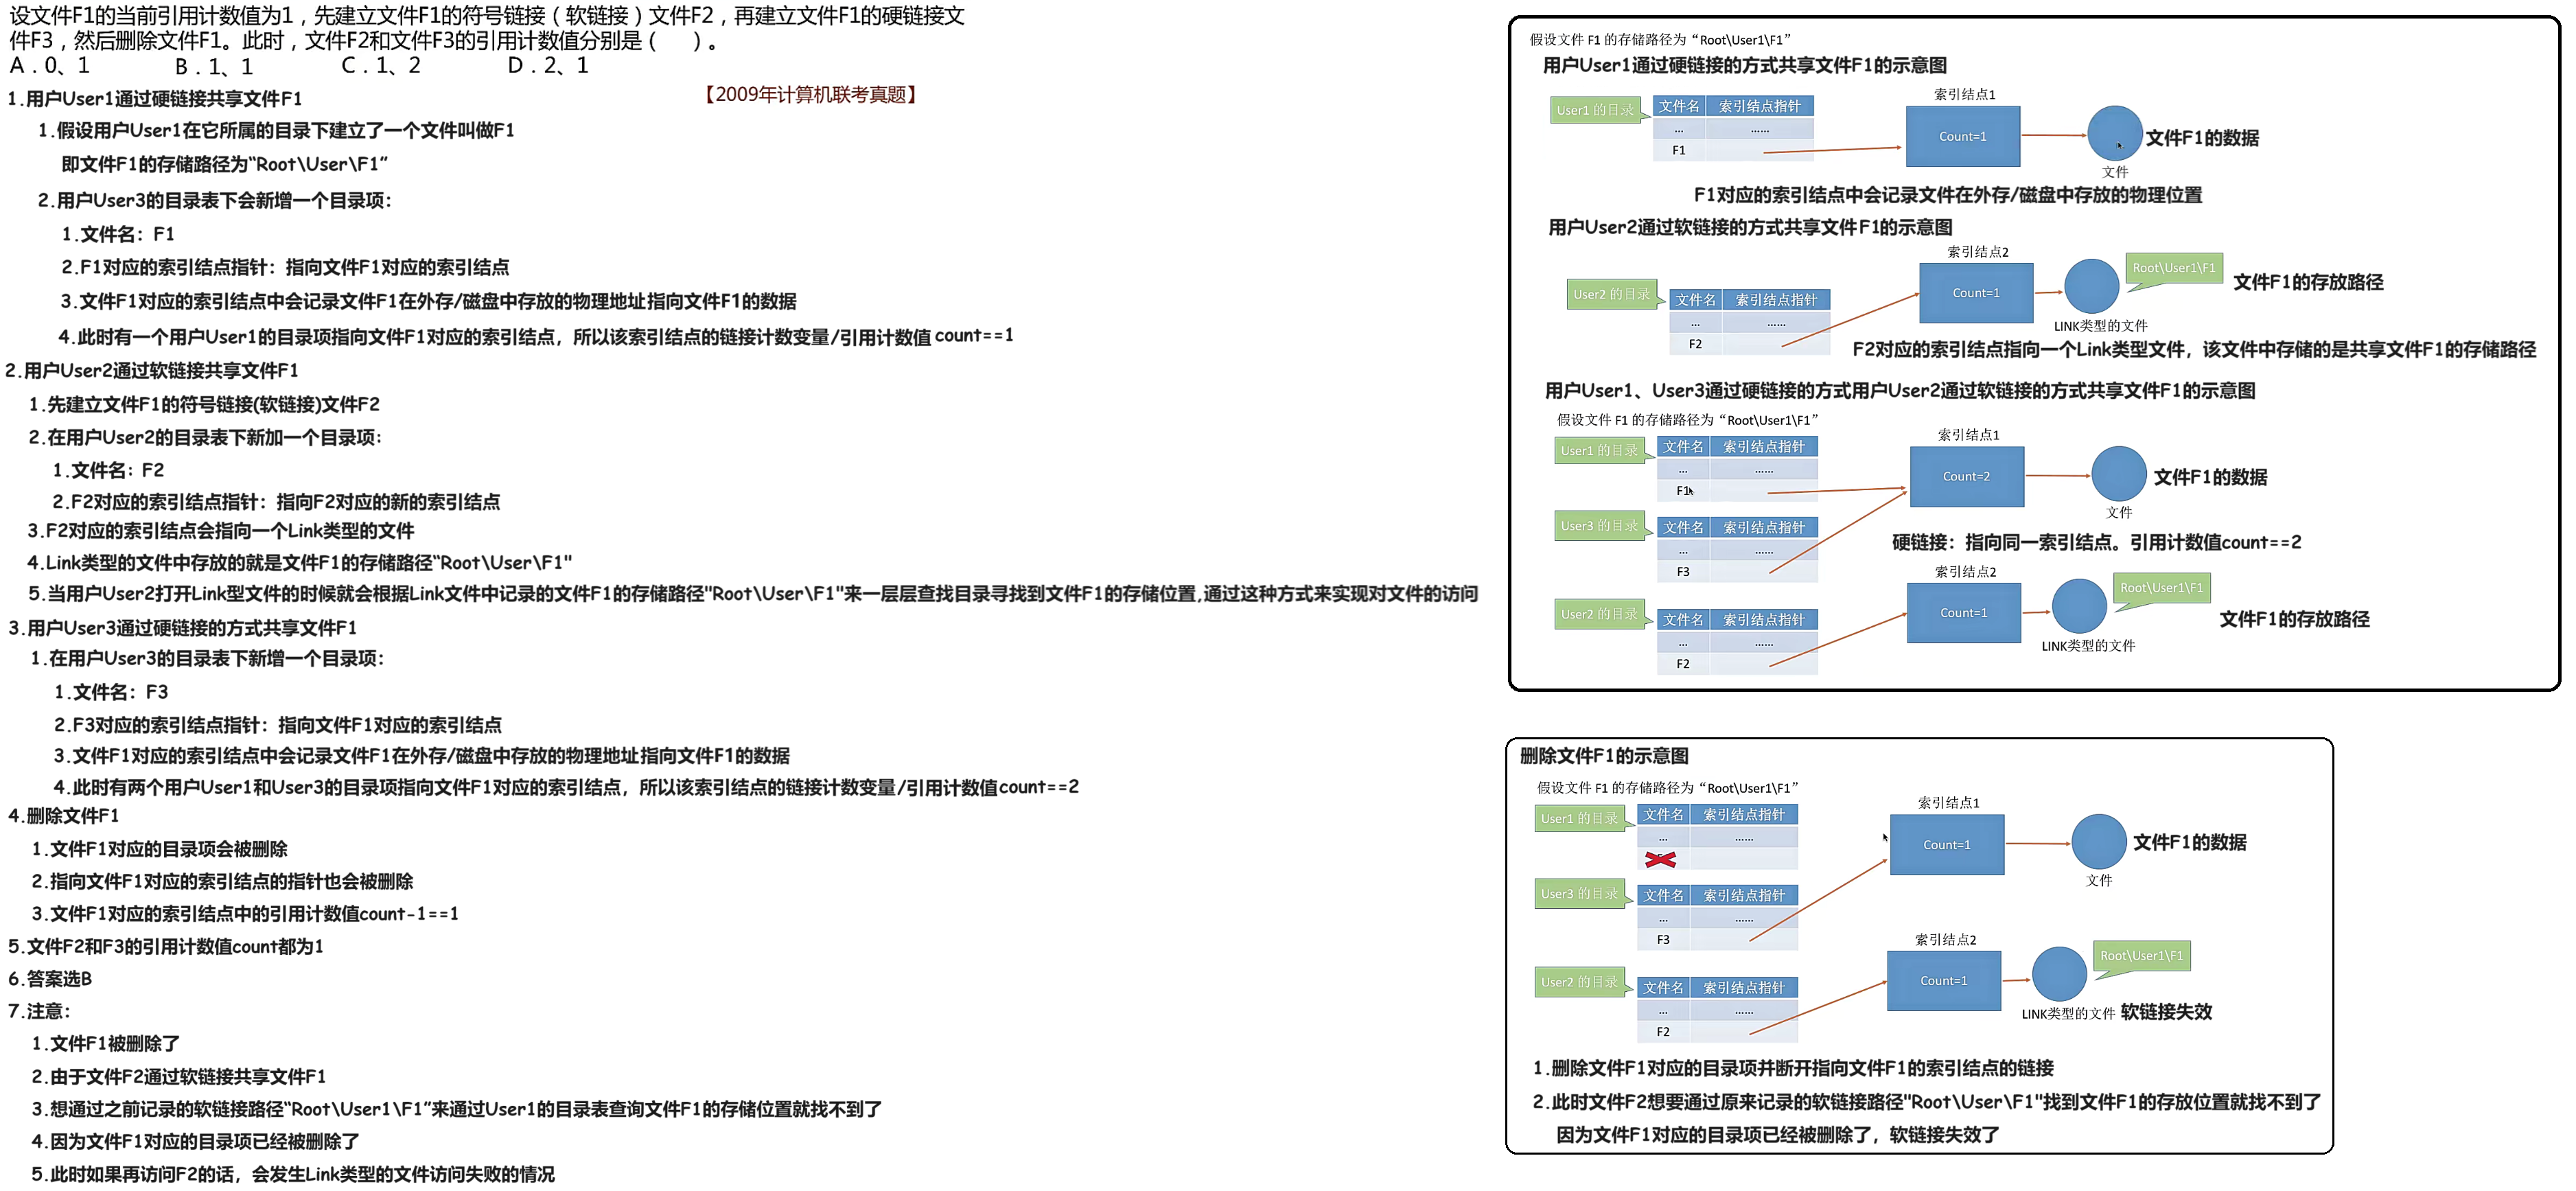 设文件F1的当前引用计数值为1，先建立文件F1的符号链接（软链接）文件F2，再建立文件F1的硬链接文
件F3，然后删除文件F1。此时，文件F2和文件F3的引用计数值分别是（　　）。
A．0、1　　B．1、1　　C．1、2　　D．2、1
【2009年计算机联考真题】
1.用户User1通过硬链接共享文件F1
1.假设用户User1在它所属的目录下建立了一个文件叫做F1
即文件F1的存储路径为“Root\User\F1”
2.用户User3的目录表下会新增一个目录项：
1.文件名：F1
2.F1对应的索引结点指针：指向文件F1对应的索引结点
3.文件F1对应的索引结点中会记录文件F1在外存/磁盘中存放的物理地址指向文件F1的数据
4.此时有一个用户User1的目录项指向文件F1对应的索引结点，所以该索引结点的链接计数变量/引用计数值count==1
2.用户User2通过软链接共享文件F1
1.先建立文件F1的符号链接(软链接)文件F2
2.在用户User2的目录表下新加一个目录项：
1.文件名：F2
2.F2对应的索引结点指针：指向F2对应的新的索引结点
3.F2对应的索引结点会指向一个Link类型的文件
4.Link类型的文件中存放的就是文件F1的存储路径“Root\User\F1"
5.当用户User2打开Link型文件的时候就会根据Link文件中记录的文件F1的存储路径"Root\User\F1"来一层层查找目录寻找到文件F1的存储位置,通过这种方式来实现对文件的访问
3.用户User3通过硬链接的方式共享文件F1
1.在用户User3的目录表下新增一个目录项：
1.文件名：F3
2.F3对应的索引结点指针：指向文件F1对应的索引结点
3.文件F1对应的索引结点中会记录文件F1在外存/磁盘中存放的物理地址指向文件F1的数据
4.此时有两个用户User1和User3的目录项指向文件F1对应的索引结点，所以该索引结点的链接计数变量/引用计数值count==2
4.删除文件F1
1.文件F1对应的目录项会被删除
2.指向文件F1对应的索引结点的指针也会被删除
3.文件F1对应的索引结点中的引用计数值count-1==1
5.文件F2和F3的引用计数值count都为1
6.答案选B
7.注意：
1.文件F1被删除了
2.由于文件F2通过软链接共享文件F1
3.想通过之前记录的软链接路径“Root\User1\F1”来通过User1的目录表查询文件F1的存储位置就找不到了
4.因为文件F1对应的目录项已经被删除了
5.此时如果再访问F2的话，会发生Link类型的文件访问失败的情况
假设文件 F1 的存储路径为“Root\User1\F1”
用户User1通过硬链接的方式共享文件F1的示意图
索引结点1
User1 的目录　文件名　索引结点指针
...　......
F1
Count=1
文件F1的数据
文件
F1对应的索引结点中会记录文件在外存/磁盘中存放的物理位置
用户User2通过软链接的方式共享文件F1的示意图
索引结点2
User2 的目录　文件名　索引结点指针
...　......
F2
Count=1
Root\User1\F1
文件F1的存放路径
LINK类型的文件
F2对应的索引结点指向一个Link类型文件，该文件中存储的是共享文件F1的存储路径
用户User1、User3通过硬链接的方式用户User2通过软链接的方式共享文件F1的示意图
假设文件 F1 的存储路径为“Root\User1\F1”
索引结点1
User1 的目录　文件名　索引结点指针
...　......
F1
Count=2
文件F1的数据
文件
User3 的目录　文件名　索引结点指针
...　......
F3
硬链接：指向同一索引结点。引用计数值count==2
索引结点2
User2 的目录　文件名　索引结点指针
...　......
F2
Count=1
Root\User1\F1
文件F1的存放路径
LINK类型的文件
删除文件F1的示意图
假设文件 F1 的存储路径为“Root\User1\F1”
索引结点1
User1 的目录　文件名　索引结点指针
...　......
Count=1
文件F1的数据
文件
User3 的目录　文件名　索引结点指针
...　......
F3
索引结点2
User2 的目录　文件名　索引结点指针
...　......
F2
Count=1
Root\User1\F1
LINK类型的文件　软链接失效
1.删除文件F1对应的目录项并断开指向文件F1的索引结点的链接
2.此时文件F2想要通过原来记录的软链接路径"Root\User\F1"找到文件F1的存放位置就找不到了
因为文件F1对应的目录项已经被删除了，软链接失效了